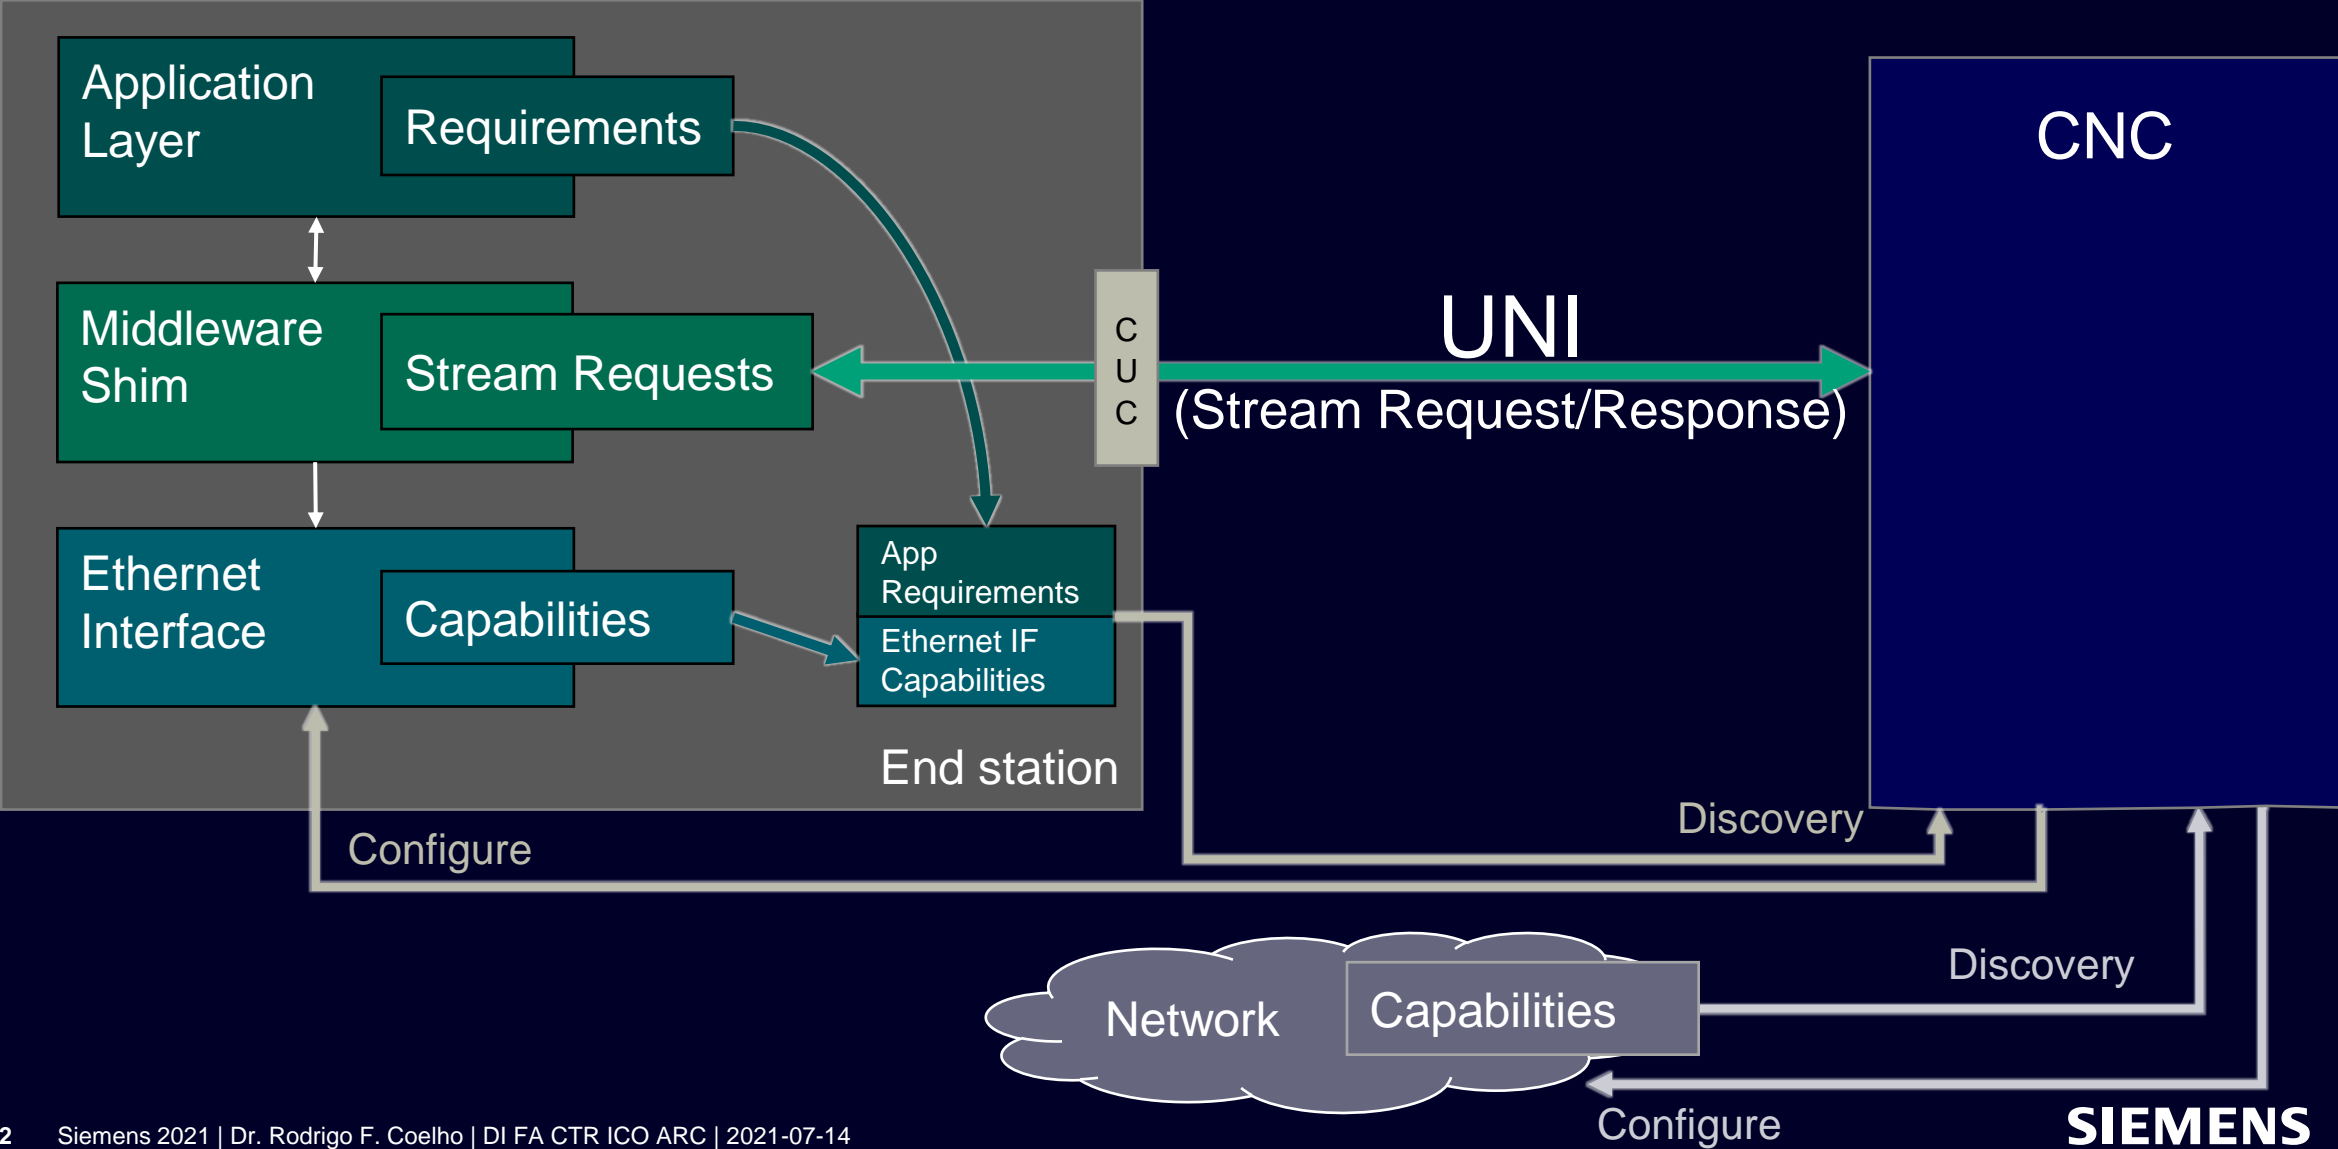 Application
Layer
Requirements
CNC
Middleware
Shim
Stream Requests
C
U
C
UNI
(Stream Request/Response)
Ethernet
Interface
Capabilities
App
Requirements
Ethernet IF
Capabilities
End station
Discovery
Configure
Discovery
Network
Capabilities
Configure
2 Siemens 2021 | Dr. Rodrigo F. Coelho | DI FA CTR ICO ARC | 2021-07-14
SIEMENS